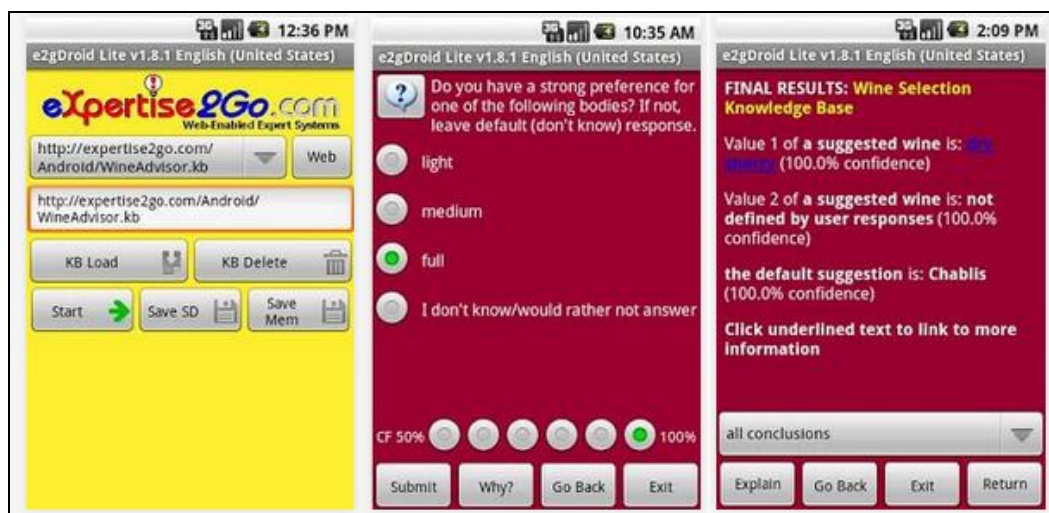 12:36 PM
e2gDroid Lite v1.8.1 English (United States)
eXpertise2Go.com
Web-Enabled Expert Systems
http://expertise2go.com/
Android/WineAdvisor.kb
Web
http://expertise2go.com/Android/
WineAdvisor.kb
KB Load
KB Delete
Start
Save SD
Save
Mem
10:35 AM
e2gDroid Lite v1.8.1 English (United States)
Do you have a strong preference for
one of the following bodies? If not,
leave default (don't know) response.
light
medium
full
I don't know/would rather not answer
CF 50%
100%
Submit
Why?
Go Back
Exit
2:09 PM
e2gDroid Lite v1.8.1 English (United States)
FINAL RESULTS: Wine Selection
Knowledge Base
Value 1 of a suggested wine is: dry
sherry (100.0% confidence)
Value 2 of a suggested wine is: not
defined by user responses (100.0%
confidence)
the default suggestion is: Chablis
(100.0% confidence)
Click underlined text to link to more
information
all conclusions
Explain
Go Back
Exit
Return